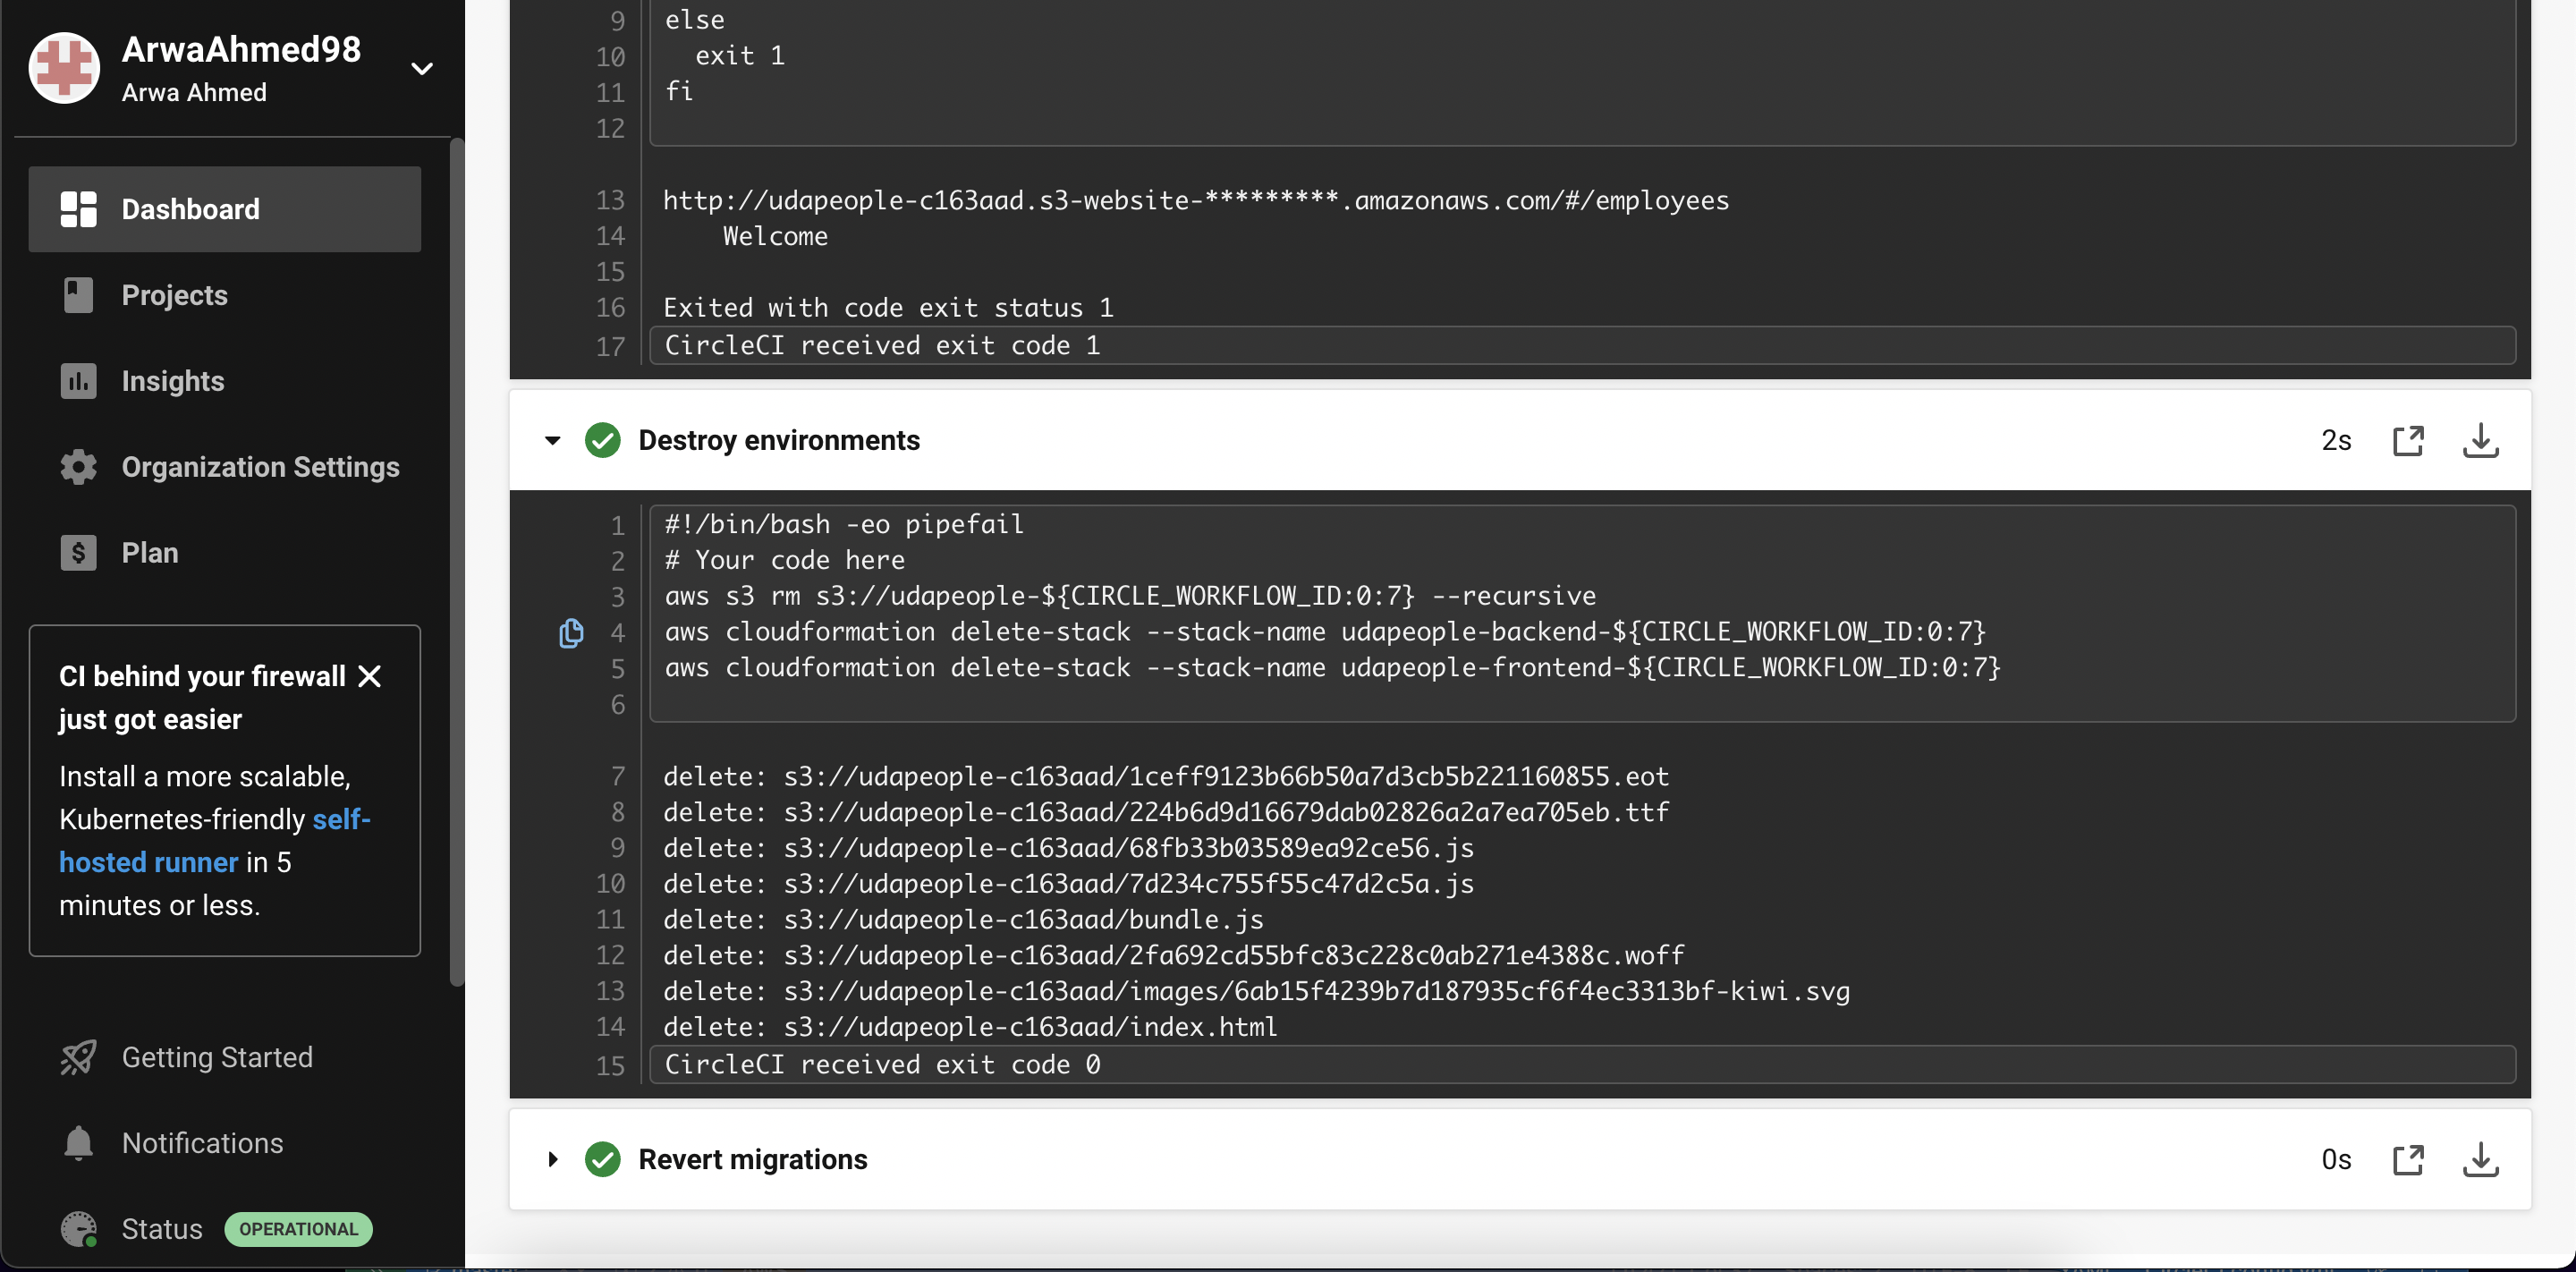 ArwaAhmed98
Arwa Ahmed
Dashboard
Projects
Insights
Organization Settings
Plan
CI behind your firewall
just got easier
Install a more scalable,
Kubernetes-friendly self-
hosted runner in 5
minutes or less.
Getting Started
Notifications
Status OPERATIONAL
9 else
10 exit 1
11 fi
12
13 http://udapeople-c163aad.s3-website-*********.amazonaws.com/#/employees
14 Welcome
15
16 Exited with code exit status 1
17 CircleCI received exit code 1
Destroy environments 2s
1 #!/bin/bash -eo pipefail
2 # Your code here
3 aws s3 rm s3://udapeople-${CIRCLE_WORKFLOW_ID:0:7} --recursive
4 aws cloudformation delete-stack --stack-name udapeople-backend-${CIRCLE_WORKFLOW_ID:0:7}
5 aws cloudformation delete-stack --stack-name udapeople-frontend-${CIRCLE_WORKFLOW_ID:0:7}
6
7 delete: s3://udapeople-c163aad/1ceff9123b66b50a7d3cb5b221160855.eot
8 delete: s3://udapeople-c163aad/224b6d9d16679dab02826a2a7ea705eb.ttf
9 delete: s3://udapeople-c163aad/68fb33b03589ea92ce56.js
10 delete: s3://udapeople-c163aad/7d234c755f55c47d2c5a.js
11 delete: s3://udapeople-c163aad/bundle.js
12 delete: s3://udapeople-c163aad/2fa692cd55bfc83c228c0ab271e4388c.woff
13 delete: s3://udapeople-c163aad/images/6ab15f4239b7d187935cf6f4ec3313bf-kiwi.svg
14 delete: s3://udapeople-c163aad/index.html
15 CircleCI received exit code 0
Revert migrations 0s